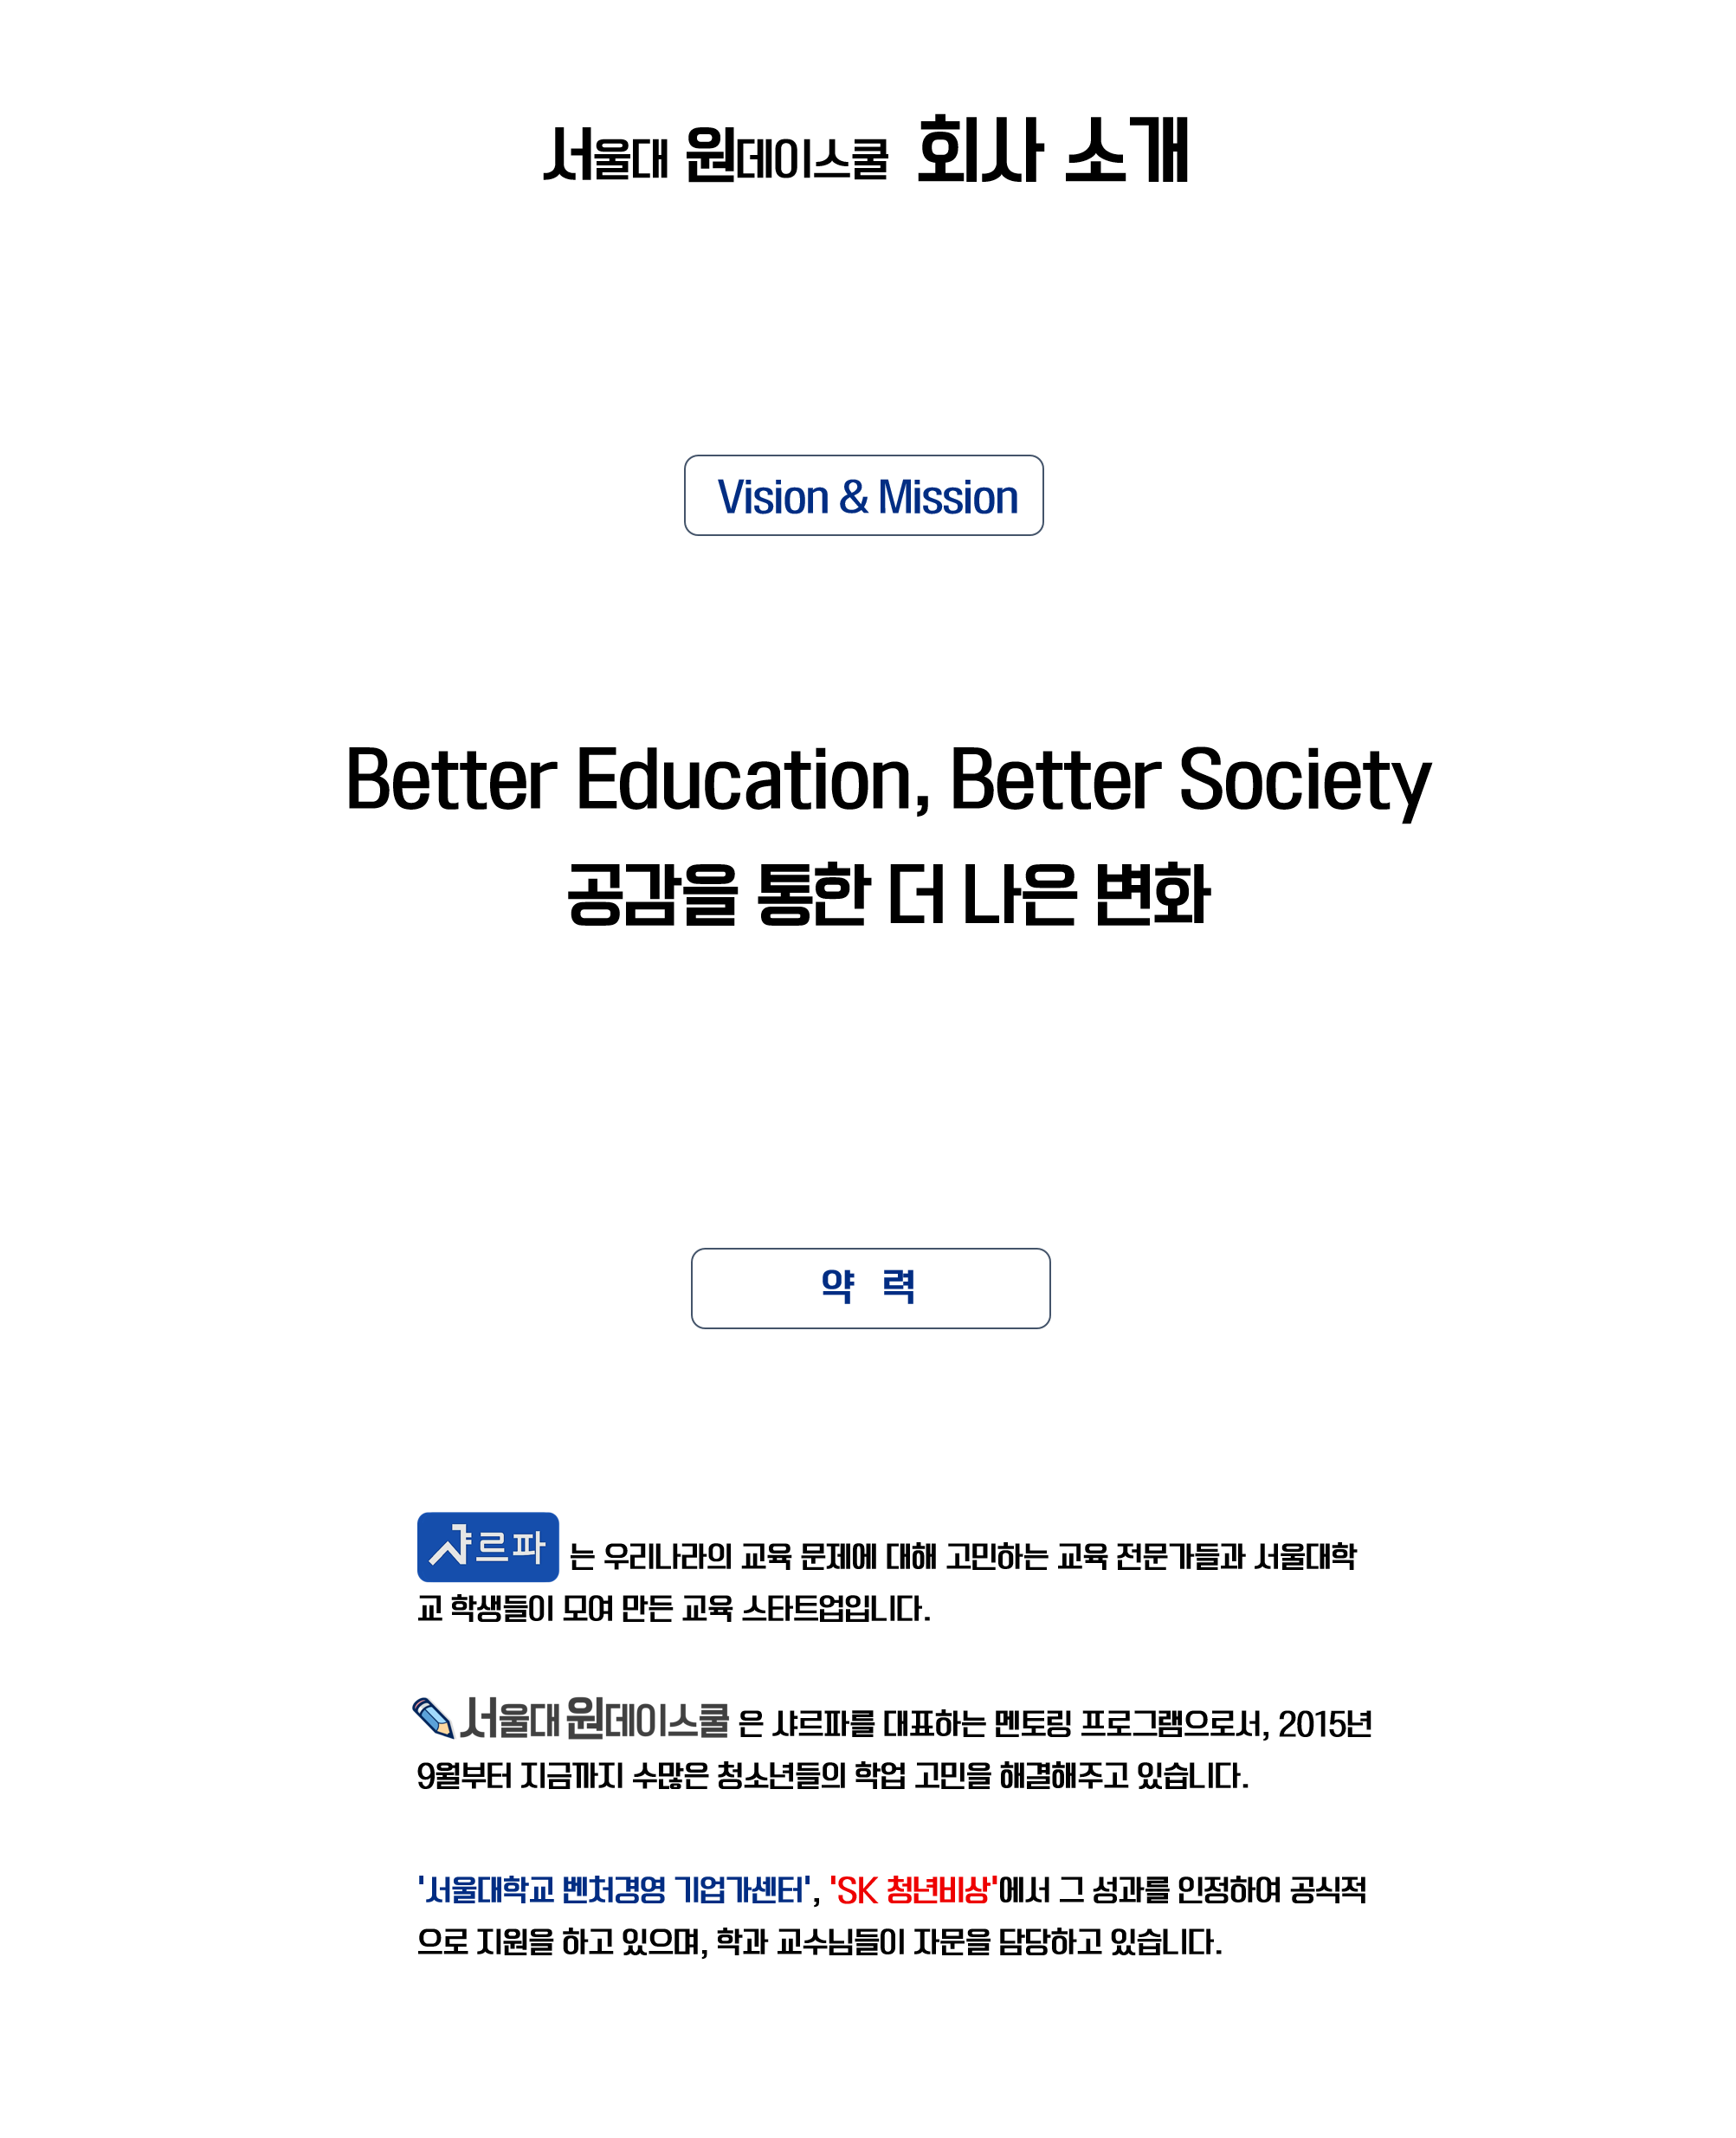 서울대 원데이스쿨 회사 소개
Vision & Mission
Better Education, Better Society
공감을 통한 더 나은 변화
약 력
샤르파 는 우리나라의 교육 문제에 대해 고민하는 교육 전문가들과 서울대학
교 학생들이 모여 만든 교육 스타트업입니다.
서울대 원데이스쿨 은 샤르파를 대표하는 멘토링 프로그램으로서, 2015년
9월부터 지금까지 수많은 청소년들의 학업 고민을 해결해주고 있습니다.
'서울대학교 벤처경영 기업가센터', 'SK 청년비상'에서 그 성과를 인정하여 공식적
으로 지원을 하고 있으며, 학과 교수님들이 자문을 담당하고 있습니다.